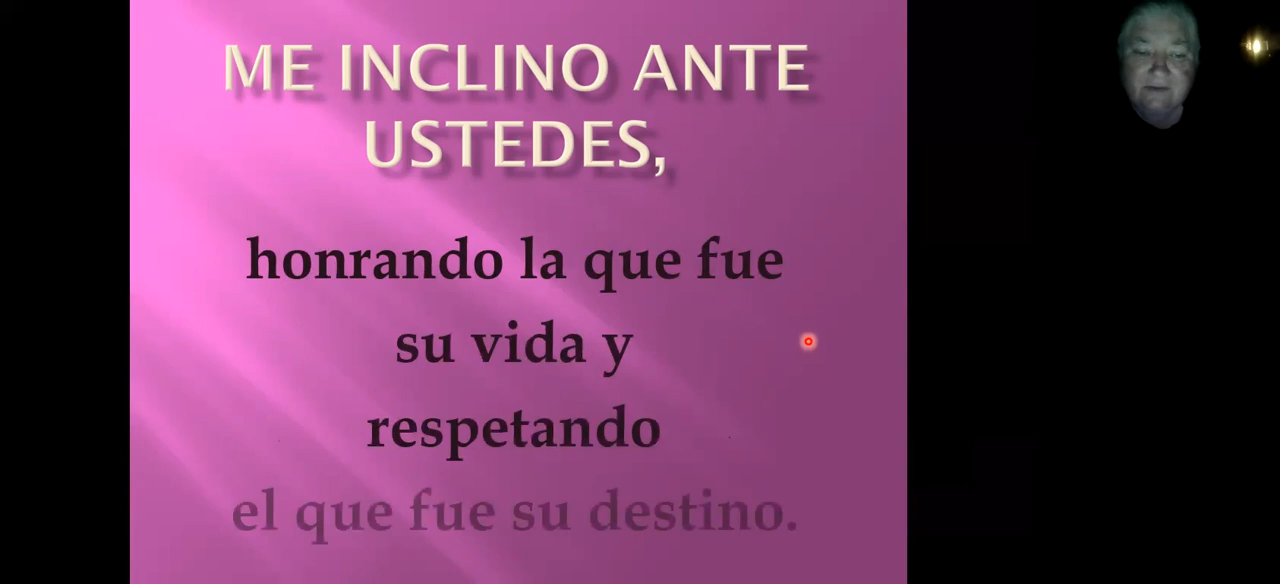 ME INCLINO ANTE
USTEDES,
honrando la que fue
su vida y
respetando
el que fue su destino.